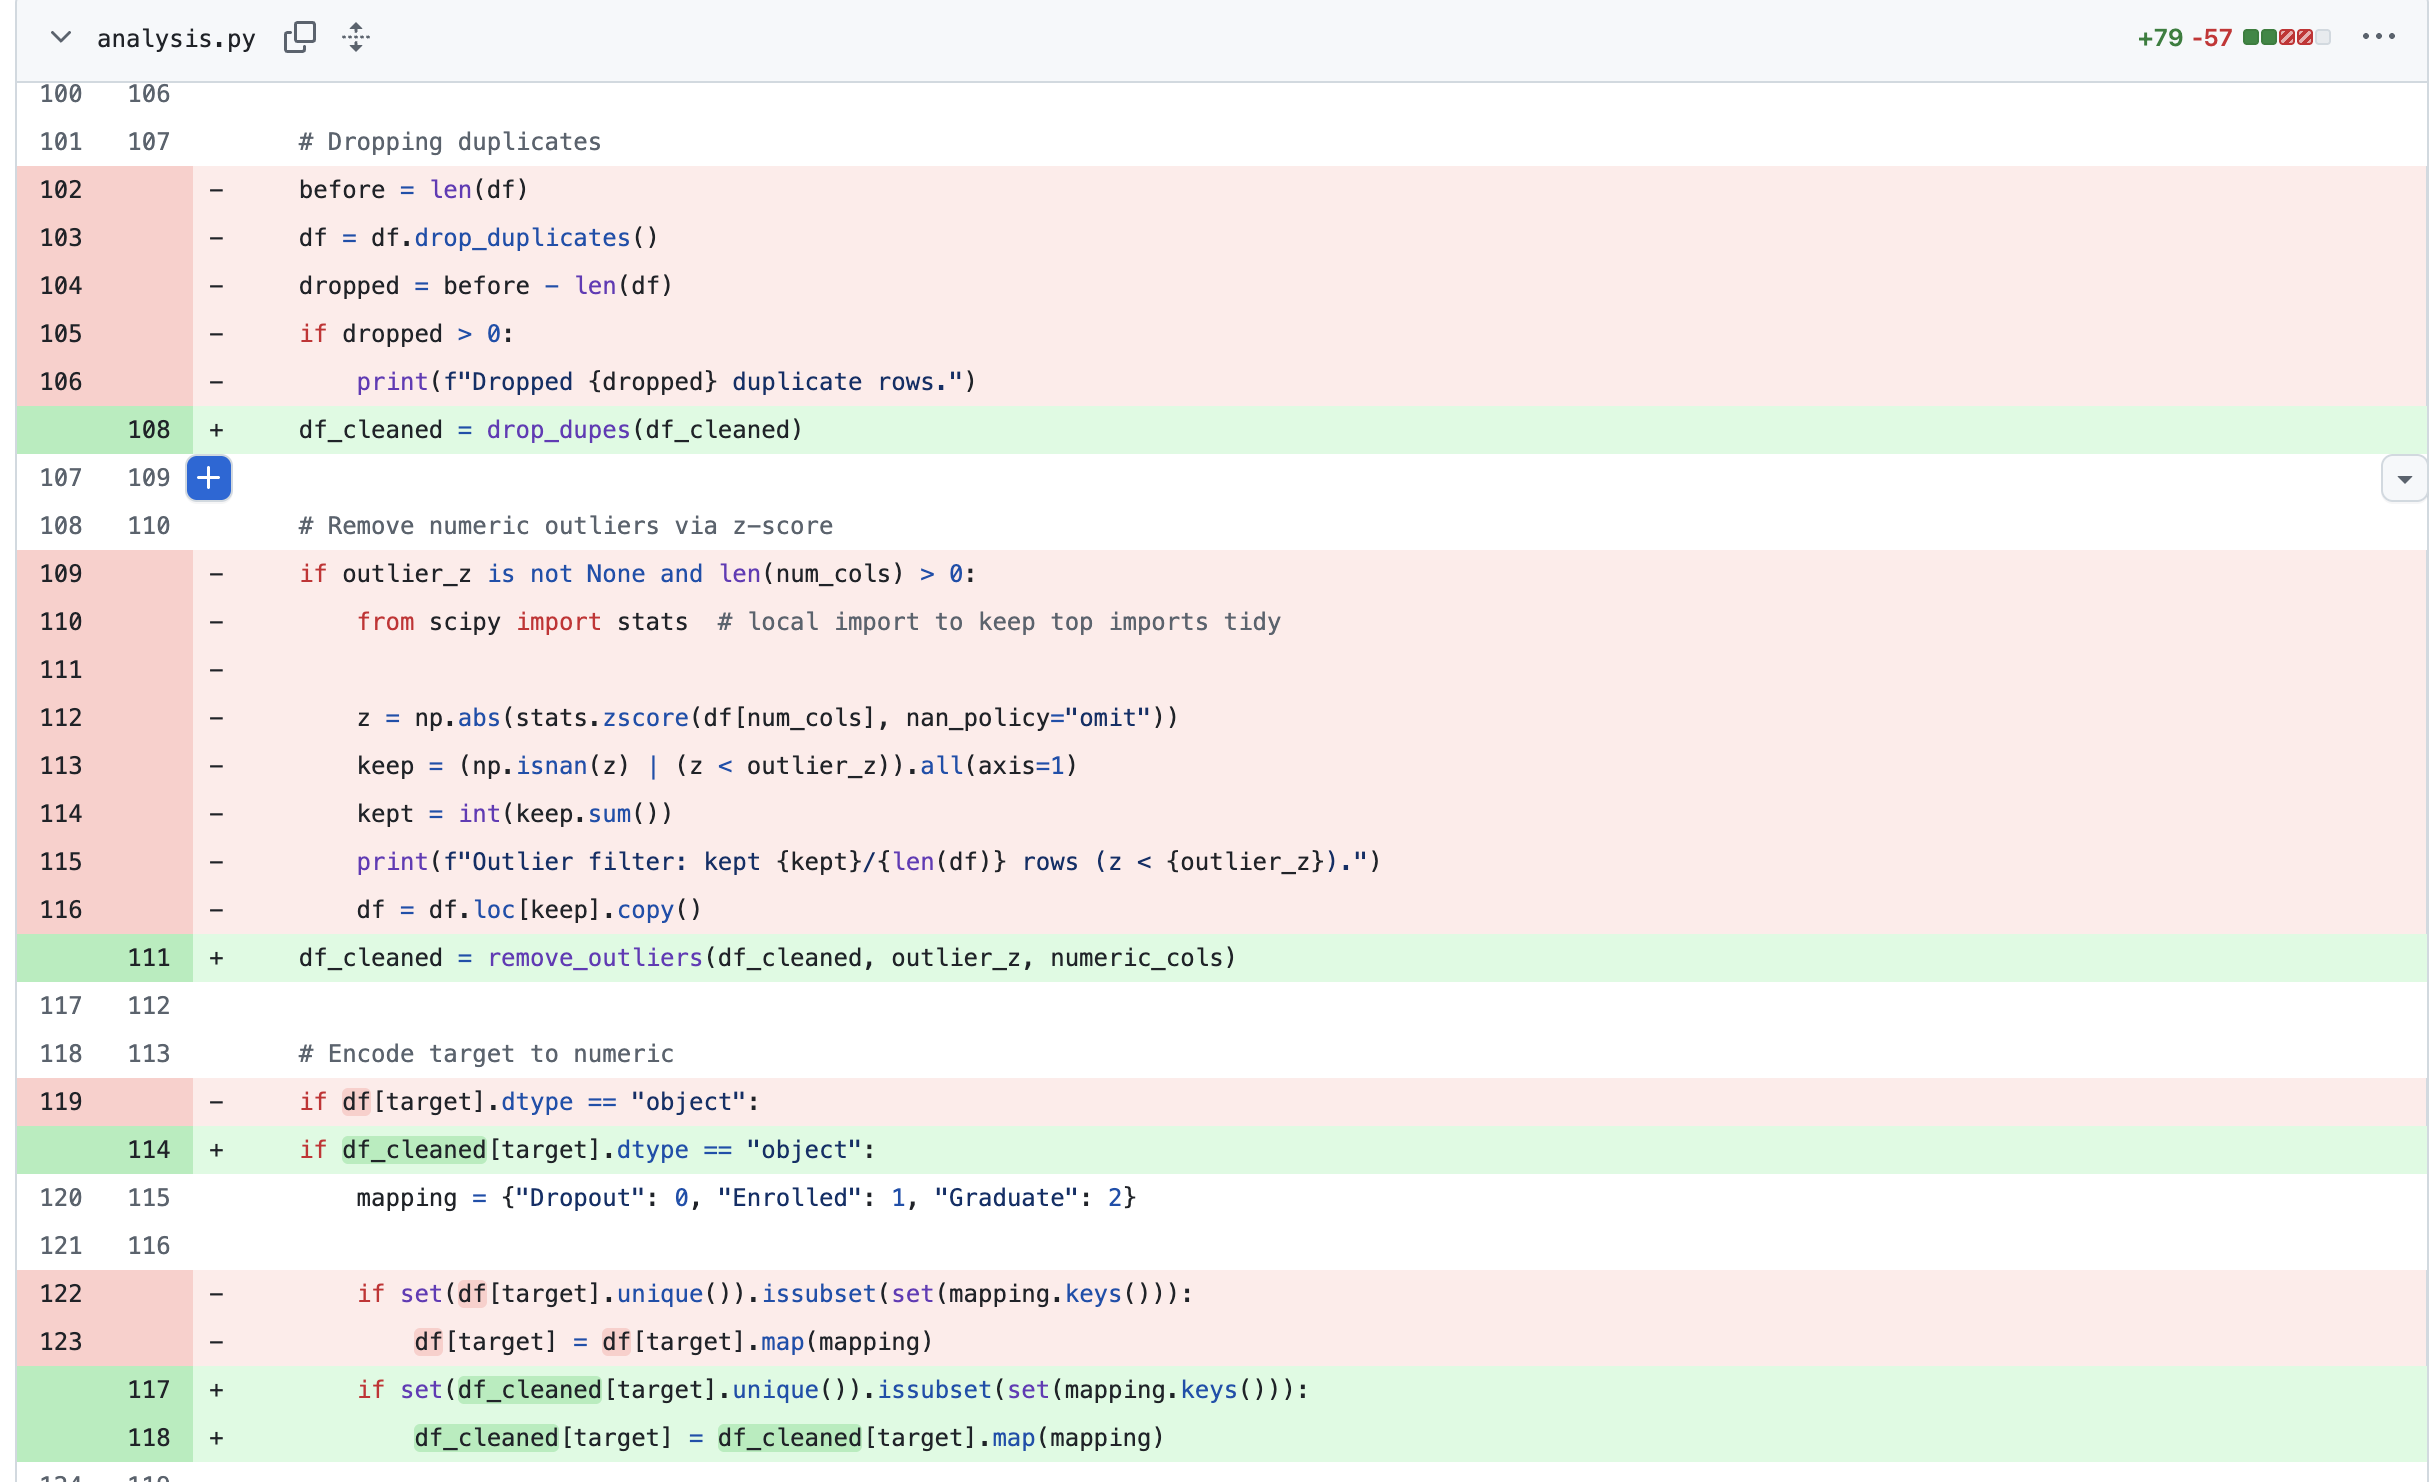 analysis.py +79 -57
100 106
101 107 # Dropping duplicates
102 - before = len(df)
103 - df = df.drop_duplicates()
104 - dropped = before - len(df)
105 - if dropped > 0:
106 - print(f"Dropped {dropped} duplicate rows.")
108 + df_cleaned = drop_dupes(df_cleaned)
107 109
108 110 # Remove numeric outliers via z-score
109 - if outlier_z is not None and len(num_cols) > 0:
110 - from scipy import stats  # local import to keep top imports tidy
111 -
112 - z = np.abs(stats.zscore(df[num_cols], nan_policy="omit"))
113 - keep = (np.isnan(z) | (z < outlier_z)).all(axis=1)
114 - kept = int(keep.sum())
115 - print(f"Outlier filter: kept {kept}/{len(df)} rows (z < {outlier_z}).")
116 - df = df.loc[keep].copy()
111 + df_cleaned = remove_outliers(df_cleaned, outlier_z, numeric_cols)
117 112
118 113 # Encode target to numeric
119 - if df[target].dtype == "object":
114 + if df_cleaned[target].dtype == "object":
120 115 mapping = {"Dropout": 0, "Enrolled": 1, "Graduate": 2}
121 116
122 - if set(df[target].unique()).issubset(set(mapping.keys())):
123 - df[target] = df[target].map(mapping)
117 + if set(df_cleaned[target].unique()).issubset(set(mapping.keys())):
118 + df_cleaned[target] = df_cleaned[target].map(mapping)